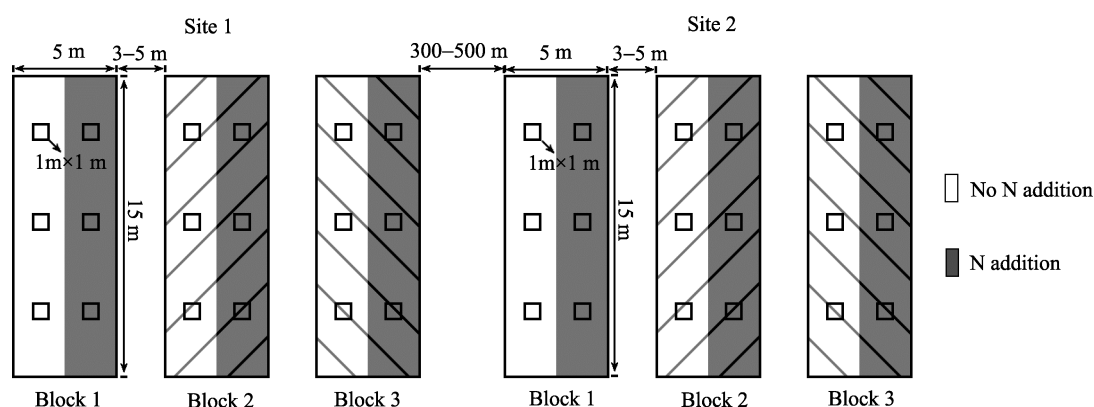 Site 1
Site 2
5 m
3–5 m
300–500 m
5 m
3–5 m
1m×1 m
1m×1 m
15 m
15 m
No N addition
N addition
Block 1
Block 2
Block 3
Block 1
Block 2
Block 3